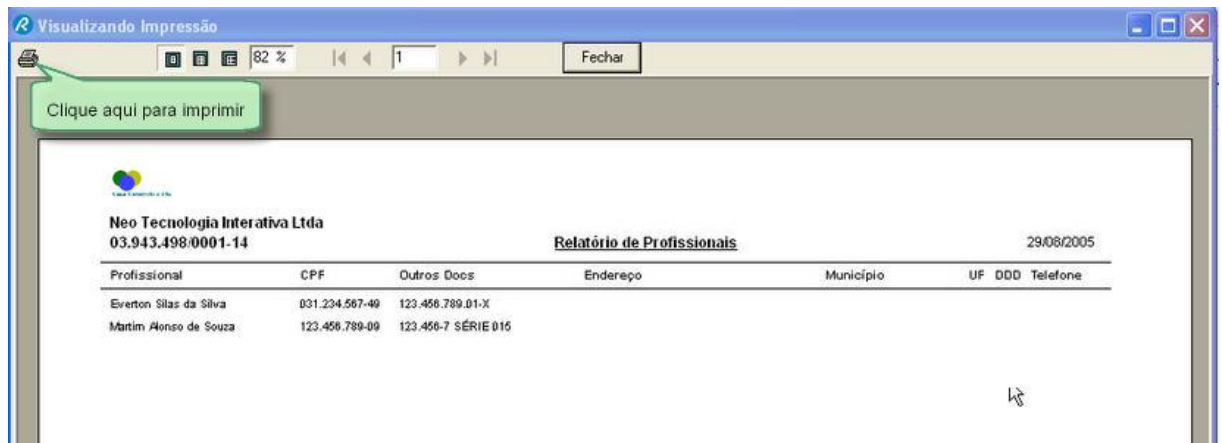 Visualizando Impressão
82 % 1 Fechar
Clique aqui para imprimir
Neo Tecnologia Interativa Ltda
03.943.498/0001-14 Relatório de Profissionais 29/08/2005
Profissional CPF Outros Docs Endereço Município UF DDD Telefone
Everton Silas da Silva 031.234.567-49 123.456.789.01-X
Martim Alonso de Souza 123.456.789-09 123.456-7 SÉRIE 015